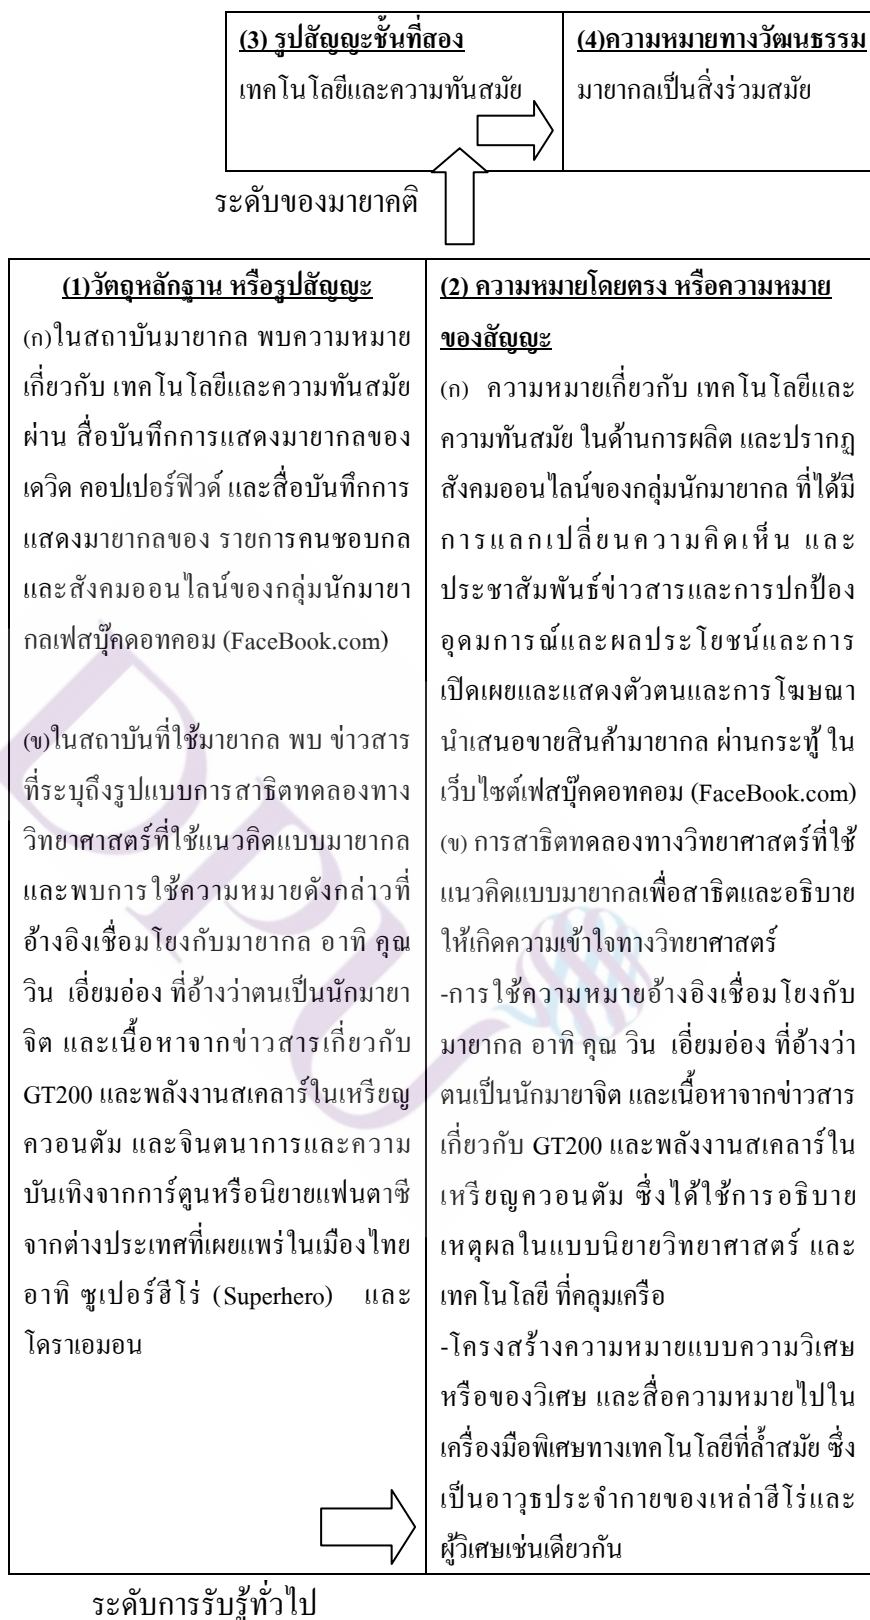 (3) รูปสัญญะชั้นที่สอง
เทคโนโลยีและความทันสมัย
(4)ความหมายทางวัฒนธรรม
มายากลเป็นสิ่งร่วมสมัย
ระดับของมายาคติ
(1)วัตถุหลักฐาน หรือรูปสัญญะ
(ก)ในสถาบันมายากล พบความหมาย
เกี่ยวกับ เทคโนโลยีและความทันสมัย
ผ่าน สื่อบันทึกการแสดงมายากลของ
เดวิด คอปเปอร์ฟิวด์ และสื่อบันทึกการ
แสดงมายากลของ รายการคนชอบกล
และสังคมออนไลน์ของกลุ่มนักมายา
กลเฟสบุ๊คดอทคอม (FaceBook.com)
(ข)ในสถาบันที่ใช้มายากล พบ ข่าวสาร
ที่ระบุถึงรูปแบบการสาธิตทดลองทาง
วิทยาศาสตร์ที่ใช้แนวคิดแบบมายากล
และพบการใช้ความหมายดังกล่าวที่
อ้างอิงเชื่อมโยงกับมายากล อาทิ คุณ
วิน เอี่ยมอ่อง ที่อ้างว่าตนเป็นนักมายา
จิต และเนื้อหาจากข่าวสารเกี่ยวกับ
GT200 และพลังงานสเคลาร์ในเหรียญ
ควอนตัม และจินตนาการและความ
บันเทิงจากการ์ตูนหรือนิยายแฟนตาซี
จากต่างประเทศที่เผยแพร่ในเมืองไทย
อาทิ ซูเปอร์ฮีโร่ (Superhero) และ
โดราเอมอน
(2) ความหมายโดยตรง หรือความหมาย
ของสัญญะ
(ก) ความหมายเกี่ยวกับ เทคโนโลยีและ
ความทันสมัย ในด้านการผลิต และปรากฏ
สังคมออนไลน์ของกลุ่มนักมายากล ที่ได้มี
การแลกเปลี่ยนความคิดเห็น และ
ประชาสัมพันธ์ข่าวสารและการปกป้อง
อุดมการณ์และผลประโยชน์และการ
เปิดเผยและแสดงตัวตนและการโฆษณา
นำเสนอขายสินค้ามายากล ผ่านกระทู้ ใน
เว็บไซต์เฟสบุ๊คดอทคอม (FaceBook.com)
(ข) การสาธิตทดลองทางวิทยาศาสตร์ที่ใช้
แนวคิดแบบมายากลเพื่อสาธิตและอธิบาย
ให้เกิดความเข้าใจทางวิทยาศาสตร์
-การใช้ความหมายอ้างอิงเชื่อมโยงกับ
มายากล อาทิ คุณ วิน เอี่ยมอ่อง ที่อ้างว่า
ตนเป็นนักมายาจิต และเนื้อหาจากข่าวสาร
เกี่ยวกับ GT200 และพลังงานสเคลาร์ใน
เหรียญควอนตัม ซึ่งได้ใช้การอธิบาย
เหตุผลในแบบนิยายวิทยาศาสตร์ และ
เทคโนโลยี ที่คลุมเครือ
-โครงสร้างความหมายแบบความวิเศษ
หรือของวิเศษ และสื่อความหมายไปใน
เครื่องมือพิเศษทางเทคโนโลยีที่ล้ำสมัย ซึ่ง
เป็นอาวุธประจำกายของเหล่าฮีโร่และ
ผู้วิเศษเช่นเดียวกัน
ระดับการรับรู้ทั่วไป
DPU